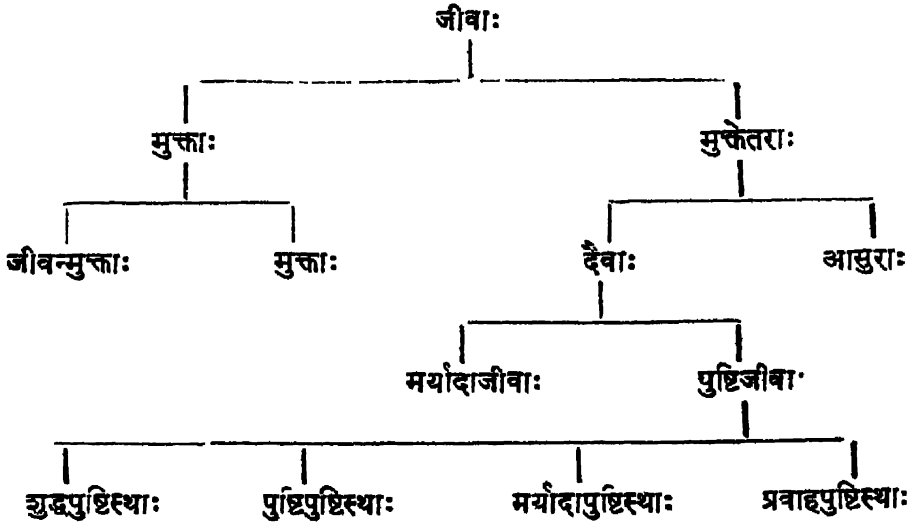 जीवाः
मुक्ताः मुक्तेतराः
जीवन्मुक्ताः मुक्ताः दैवाः आसुराः
मर्यादाजीवाः पुष्टिजीवा·
शुद्धपुष्टिस्थाः पुष्टिपुष्टिस्थाः मर्यादापुष्टिस्थाः प्रवाहपुष्टिस्थाः